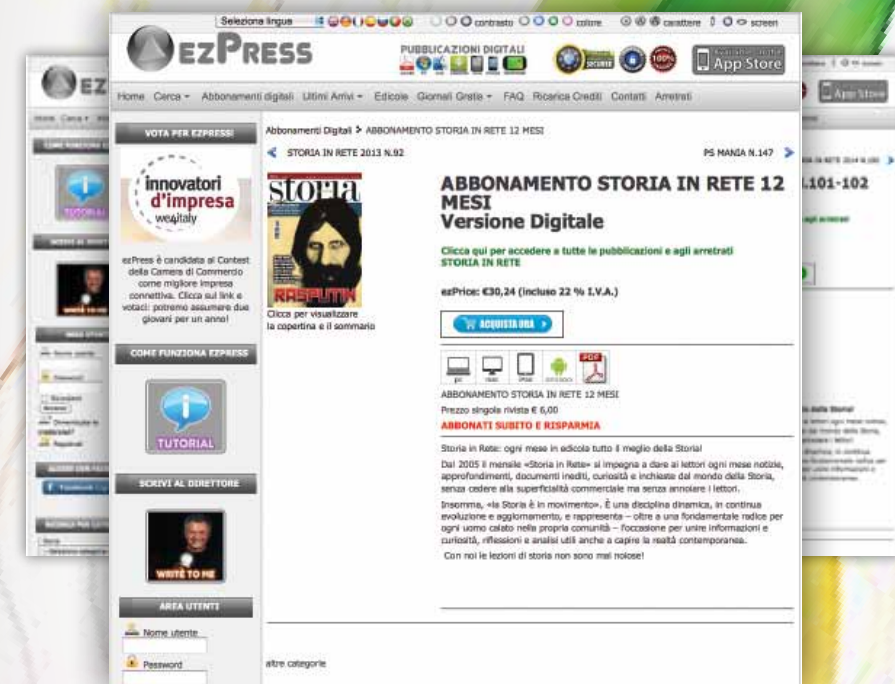 Seleziona lingua
contrasto
colore
carattere
screen
EZPRESS
PUBBLICAZIONI DIGITALI
100%
App Store
Home Cerca Abbonamenti digitali Ultimi Arrivi Edicole Giornali Gratis FAQ Ricarica Crediti Contatti Arretrati
VOTA PER EZPRESS!
innovatori
d'impresa
we4italy
ezPress è candidata al Contest
della Camera di Commercio
come migliore impresa
connettiva. Clicca sul link e
votaci: potremo assumere due
giovani per un anno!
COME FUNZIONA EZPRESS
TUTORIAL
SCRIVI AL DIRETTORE
WRITE TO ME
AREA UTENTI
Nome utente
Password
Abbonamenti Digitali > ABBONAMENTO STORIA IN RETE 12 MESI
STORIA IN RETE 2013 N.92
PS MANIA N.147
storia
RASPUTIN
Clicca per visualizzare
la copertina e il sommario
ABBONAMENTO STORIA IN RETE 12
MESI
Versione Digitale
Clicca qui per accedere a tutte le pubblicazioni e agli arretrati
STORIA IN RETE
ezPrice: €30,24 (incluso 22 % I.V.A.)
ACQUISTA ORA
pc
mac
iPad
PDF
ABBONAMENTO STORIA IN RETE 12 MESI
Prezzo singola rivista € 6,00
ABBONATI SUBITO E RISPARMIA
Storia in Rete: ogni mese in edicola tutto il meglio della Storia!
Dal 2005 il mensile «Storia in Rete» si impegna a dare ai lettori ogni mese notizie,
approfondimenti, documenti inediti, curiosità e inchieste dal mondo della Storia,
senza cedere alla superficialità commerciale ma senza annoiare i lettori.
Insomma, «la Storia è in movimento». È una disciplina dinamica, in continua
evoluzione e aggiornamento, e rappresenta – oltre a una fondamentale radice per
ogni uomo calato nella propria comunità – l'occasione per unire informazioni e
curiosità, riflessioni e analisi utili anche a capire la realtà contemporanea.
Con noi le lezioni di storia non sono mai noiose!
altre categorie
EZ
TUTORIAL
WRITE TO ME
App Store
.101-102